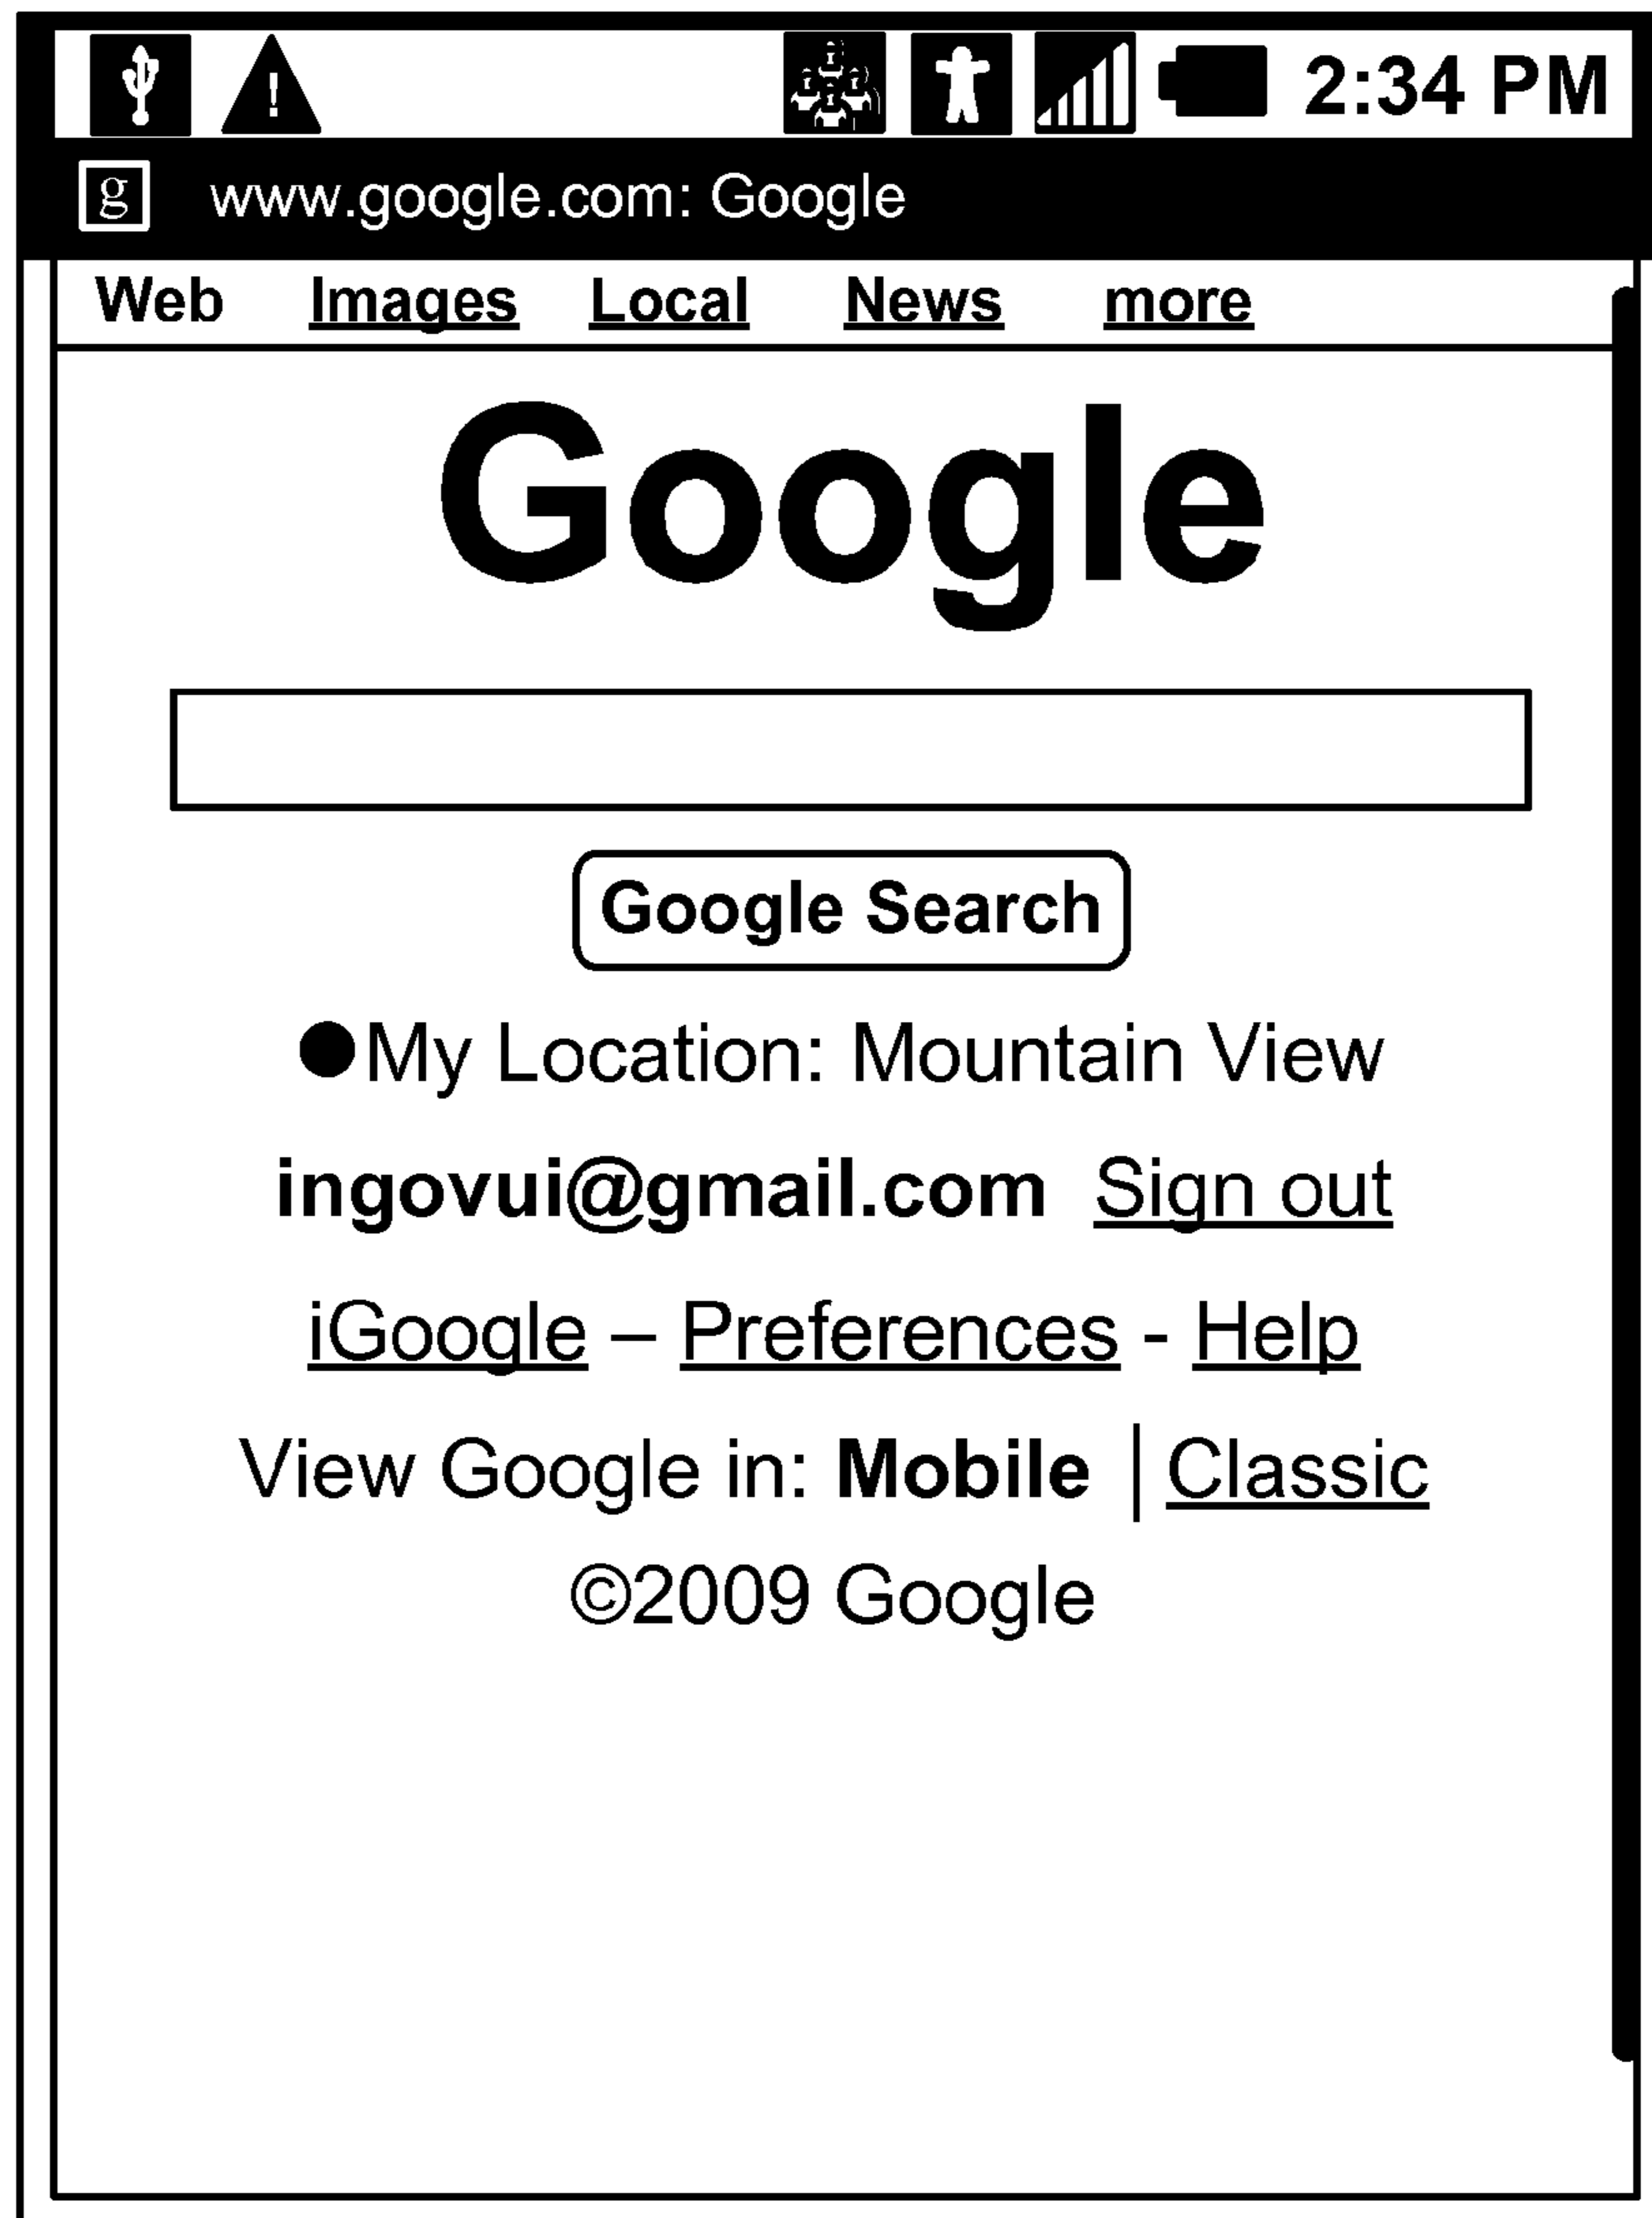 2:34 PM
g www.google.com: Google
Web Images Local News more
Google
Google Search
My Location: Mountain View
ingovui@gmail.com Sign out
iGoogle – Preferences - Help
View Google in: Mobile | Classic
©2009 Google